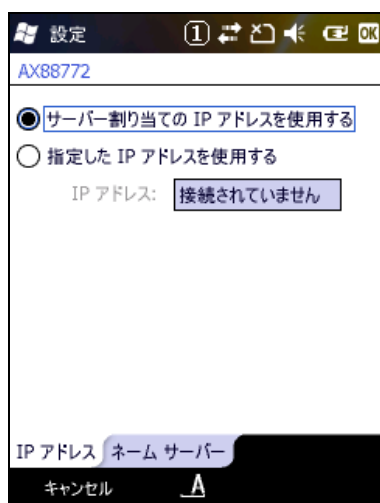 設定 1 OK
AX88772
サーバー割り当ての IP アドレスを使用する
指定した IP アドレスを使用する
IP アドレス: 接続されていません
IP アドレス ネーム サーバー
キャンセル A